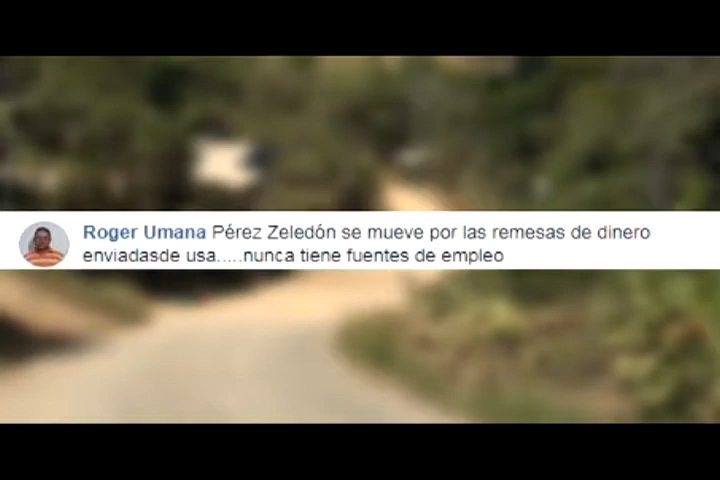 Roger Umana Pérez Zeledón se mueve por las remesas de dinero
enviadasde usa.....nunca tiene fuentes de empleo